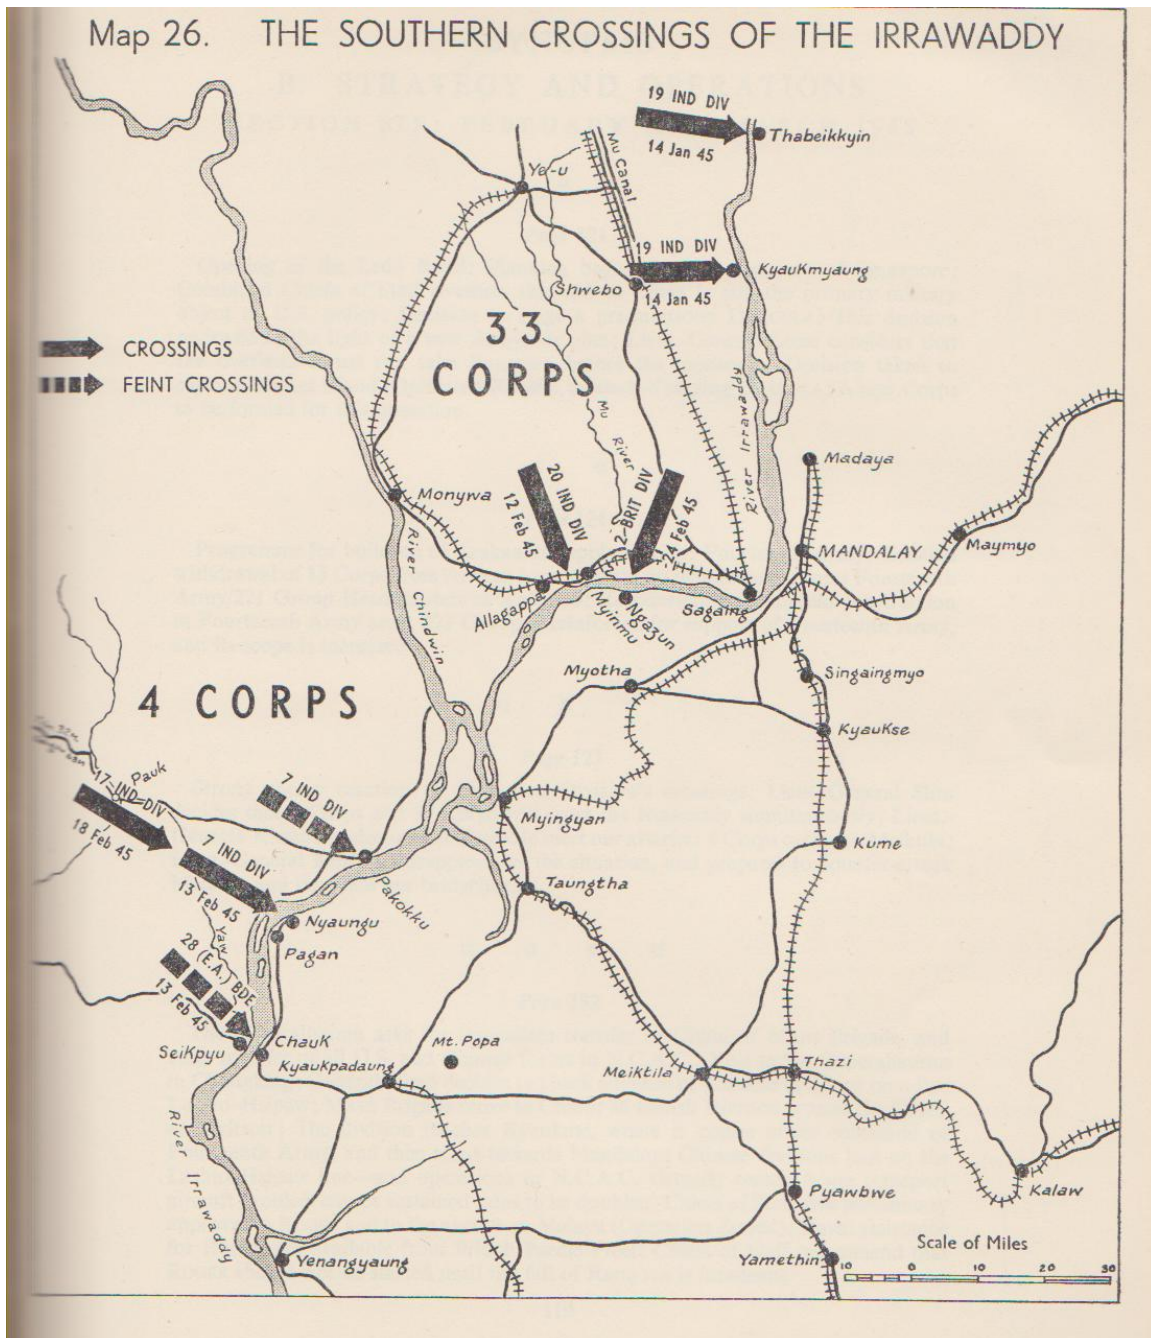 Map 26. THE SOUTHERN CROSSINGS OF THE IRRAWADDY
19 IND DIV
14 Jan 45
Thabeikkyin
Ye-u
Mu Canal
19 IND DIV
14 Jan 45
Kyaukmyaung
Shwebo
33
CORPS
CROSSINGS
FEINT CROSSINGS
Mu
River
River Irrawaddy
Madaya
Monywa
20 IND DIV
12 Feb 45
2-BRIT DIV
24 Feb 45
MANDALAY
Maymyo
River Chindwin
Allagappa
Myinmu
Ngazun
Sagaing
Myotha
Singaingmyo
Kyaukse
4 CORPS
Pauk
17 IND DIV
18 Feb 45
7 IND DIV
7 IND DIV
13 Feb 45
Myingyan
Kume
Taungtha
Pakokku
Nyaungu
Pagan
Yaw
28 (E.A.) BDE
13 Feb 45
Seikpyu
Chauk
Kyaukpadaung
Mt. Popa
Meiktila
Thazi
Kalaw
Pyawbwe
River Irrawaddy
Yenangyaung
Yamethin
Scale of Miles
10 0 10 20 30